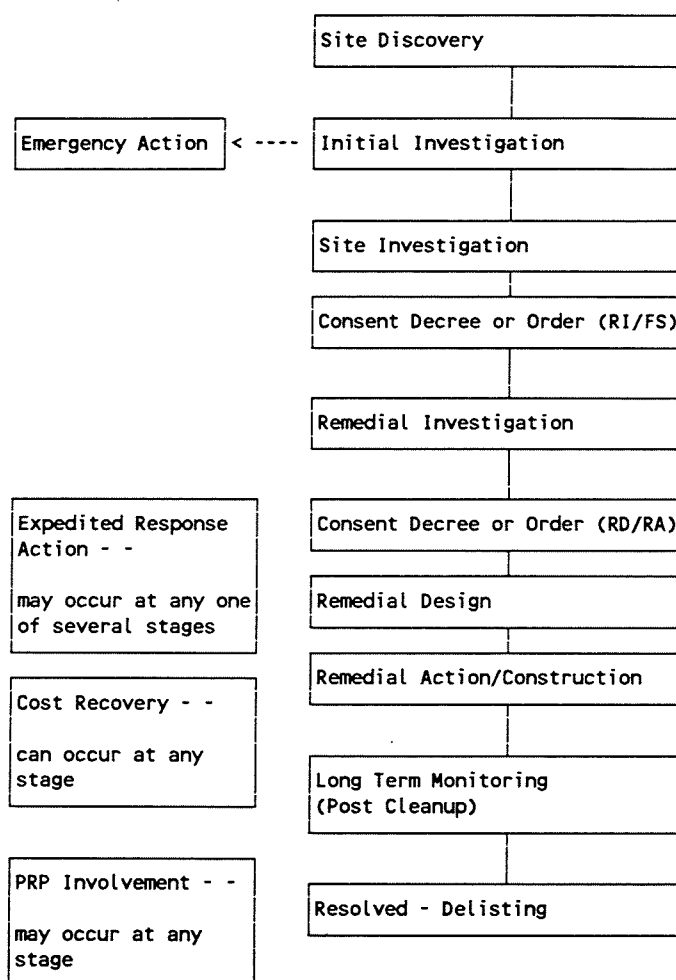 Site Discovery
Emergency Action < ---- Initial Investigation
Site Investigation
Consent Decree or Order (RI/FS)
Remedial Investigation
Consent Decree or Order (RD/RA)
Remedial Design
Remedial Action/Construction
Long Term Monitoring
(Post Cleanup)
Resolved - Delisting
Expedited Response
Action - -
may occur at any one
of several stages
Cost Recovery - -
can occur at any
stage
PRP Involvement - -
may occur at any
stage